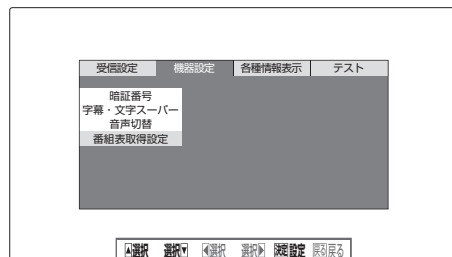 受信設定 機器設定 各種情報表示 テスト
暗証番号
字幕・文字スーパー
音声切替
番組表取得設定
▲選択 選択▼ ◀選択 選択▶ 決定設定 戻る戻る